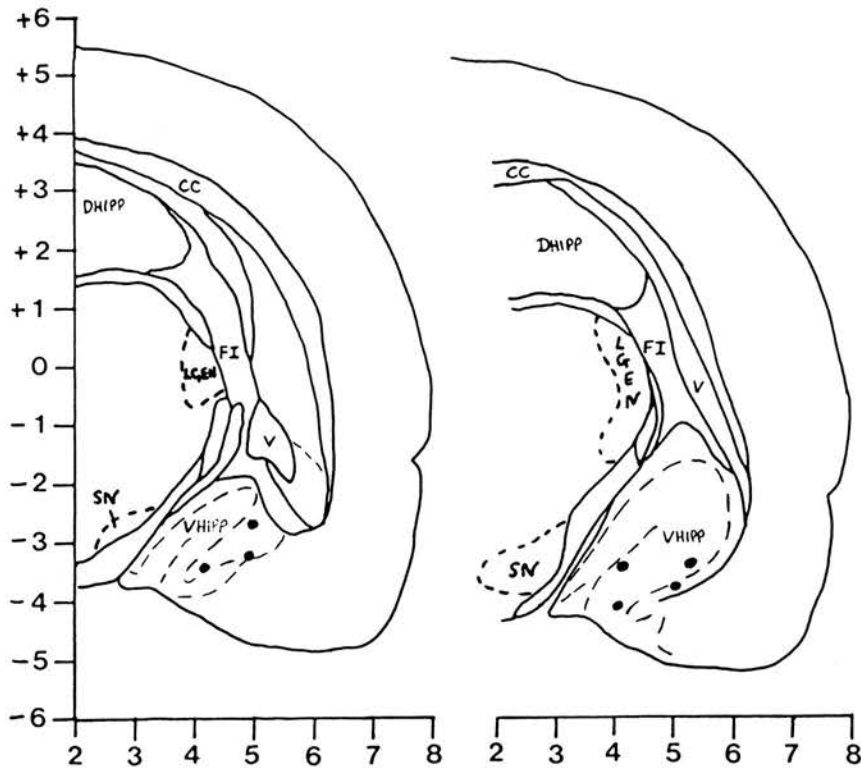 +6
+5
+4
+3
+2
+1
0
-1
-2
-3
-4
-5
-6
2 3 4 5 6 7 8
CC
DHIPP
FI
LGEN
V
SN
VHIPP
CC
DHIPP
L
G
E
N
FI
V
VHIPP
SN
2 3 4 5 6 7 8